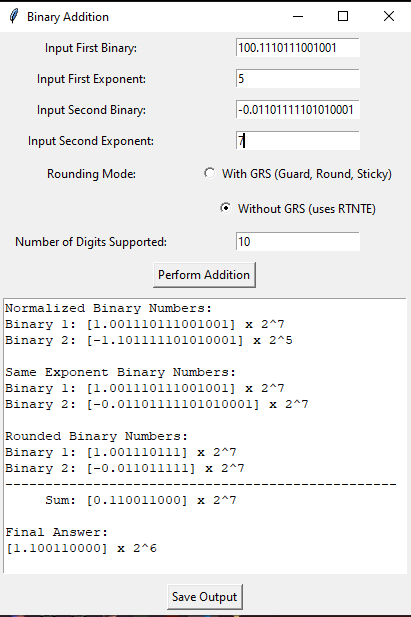 Binary Addition
Input First Binary: 100.1110111001001
Input First Exponent: 5
Input Second Binary: -0.01101111101010001
Input Second Exponent: 7
Rounding Mode: With GRS (Guard, Round, Sticky)
Without GRS (uses RTNTE)
Number of Digits Supported: 10
Perform Addition
Normalized Binary Numbers:
Binary 1: [1.001110111001001] x 2^7
Binary 2: [-1.101111101010001] x 2^5
Same Exponent Binary Numbers:
Binary 1: [1.001110111001001] x 2^7
Binary 2: [-0.01101111101010001] x 2^7
Rounded Binary Numbers:
Binary 1: [1.001110111] x 2^7
Binary 2: [-0.011011111] x 2^7
-------------------------------------------------
Sum: [0.110011000] x 2^7
Final Answer:
[1.100110000] x 2^6
Save Output